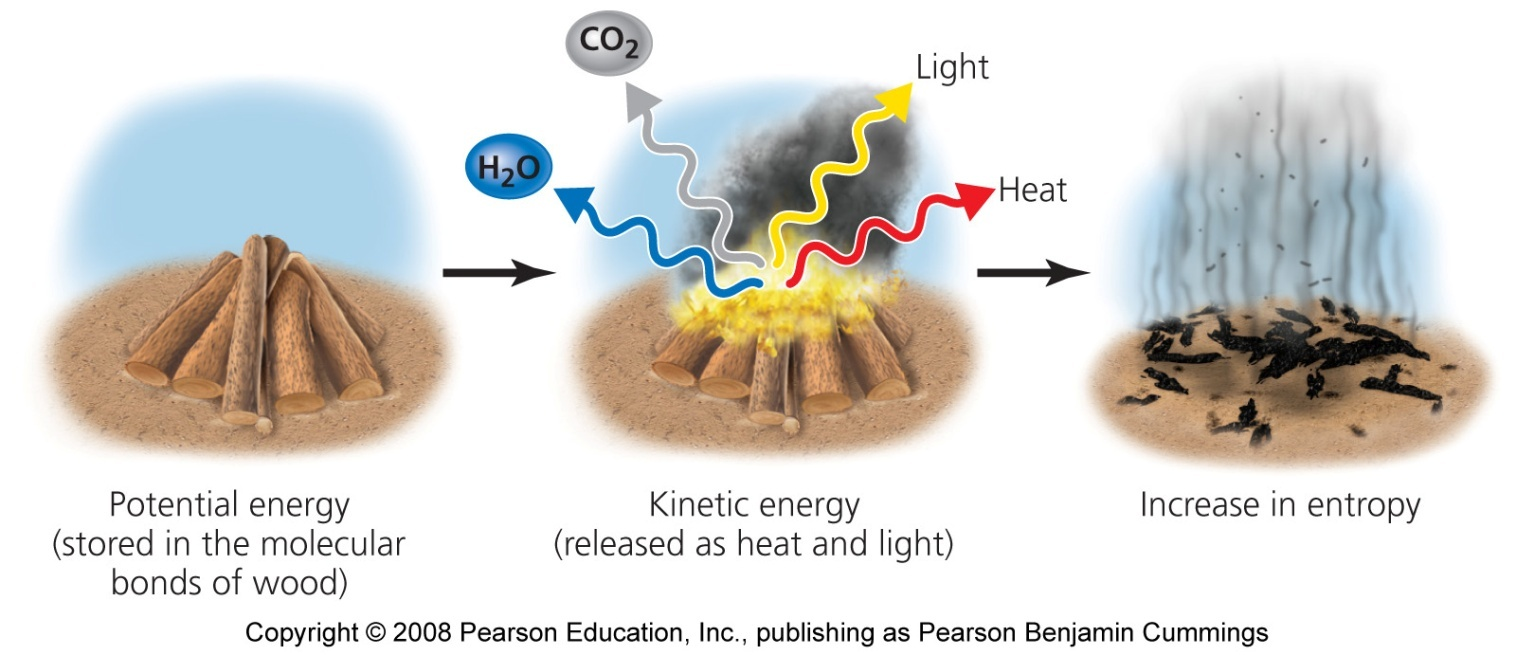 CO₂
Light
H₂O
Heat
Potential energy
(stored in the molecular
bonds of wood)
Kinetic energy
(released as heat and light)
Increase in entropy
Copyright © 2008 Pearson Education, Inc., publishing as Pearson Benjamin Cummings